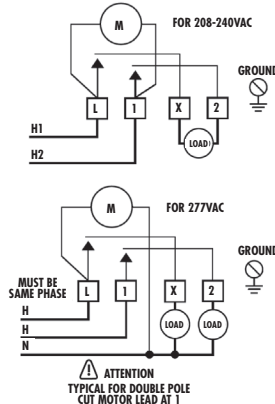 M
FOR 208-240VAC
GROUND
L 1 X 2
H1
LOAD
H2
M
FOR 277VAC
GROUND
MUST BE
SAME PHASE
L 1 X 2
H
LOAD LOAD
H
N
ATTENTION
TYPICAL FOR DOUBLE POLE
CUT MOTOR LEAD AT 1